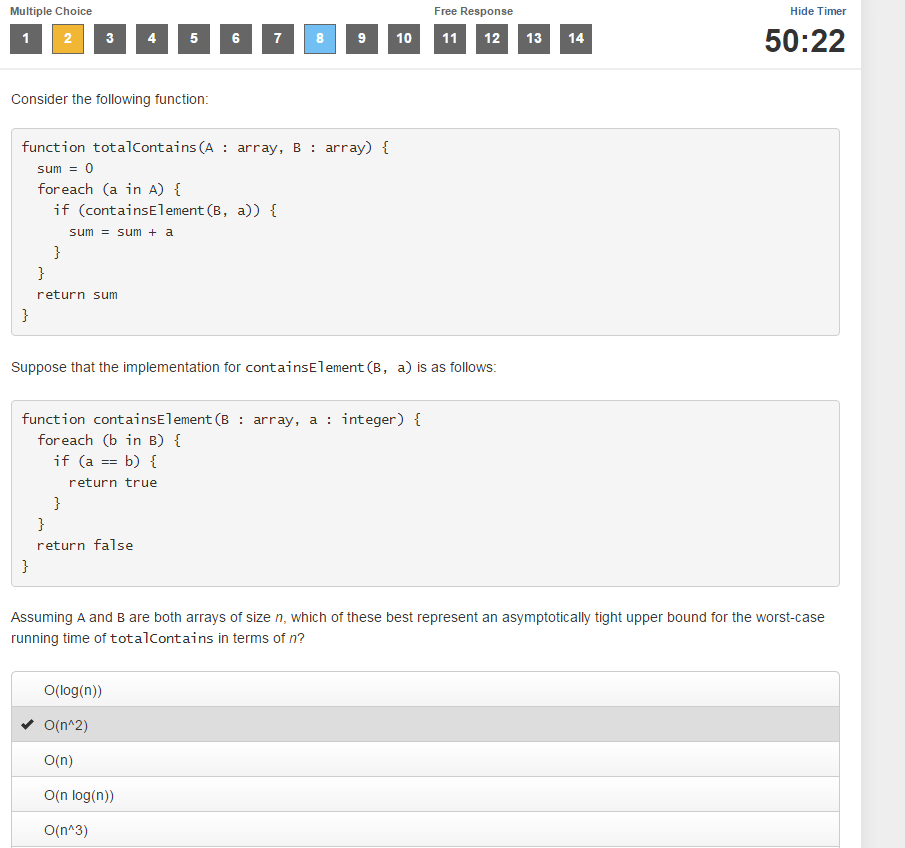 Multiple Choice Free Response Hide Timer
1 2 3 4 5 6 7 8 9 10 11 12 13 14 50:22
Consider the following function:
function totalContains(A : array, B : array) {
sum = 0
foreach (a in A) {
if (containsElement(B, a)) {
sum = sum + a
}
}
return sum
}
Suppose that the implementation for containsElement(B, a) is as follows:
function containsElement(B : array, a : integer) {
foreach (b in B) {
if (a == b) {
return true
}
}
return false
}
Assuming A and B are both arrays of size n, which of these best represent an asymptotically tight upper bound for the worst-case
running time of totalContains in terms of n?
O(log(n))
✔ O(n^2)
O(n)
O(n log(n))
O(n^3)